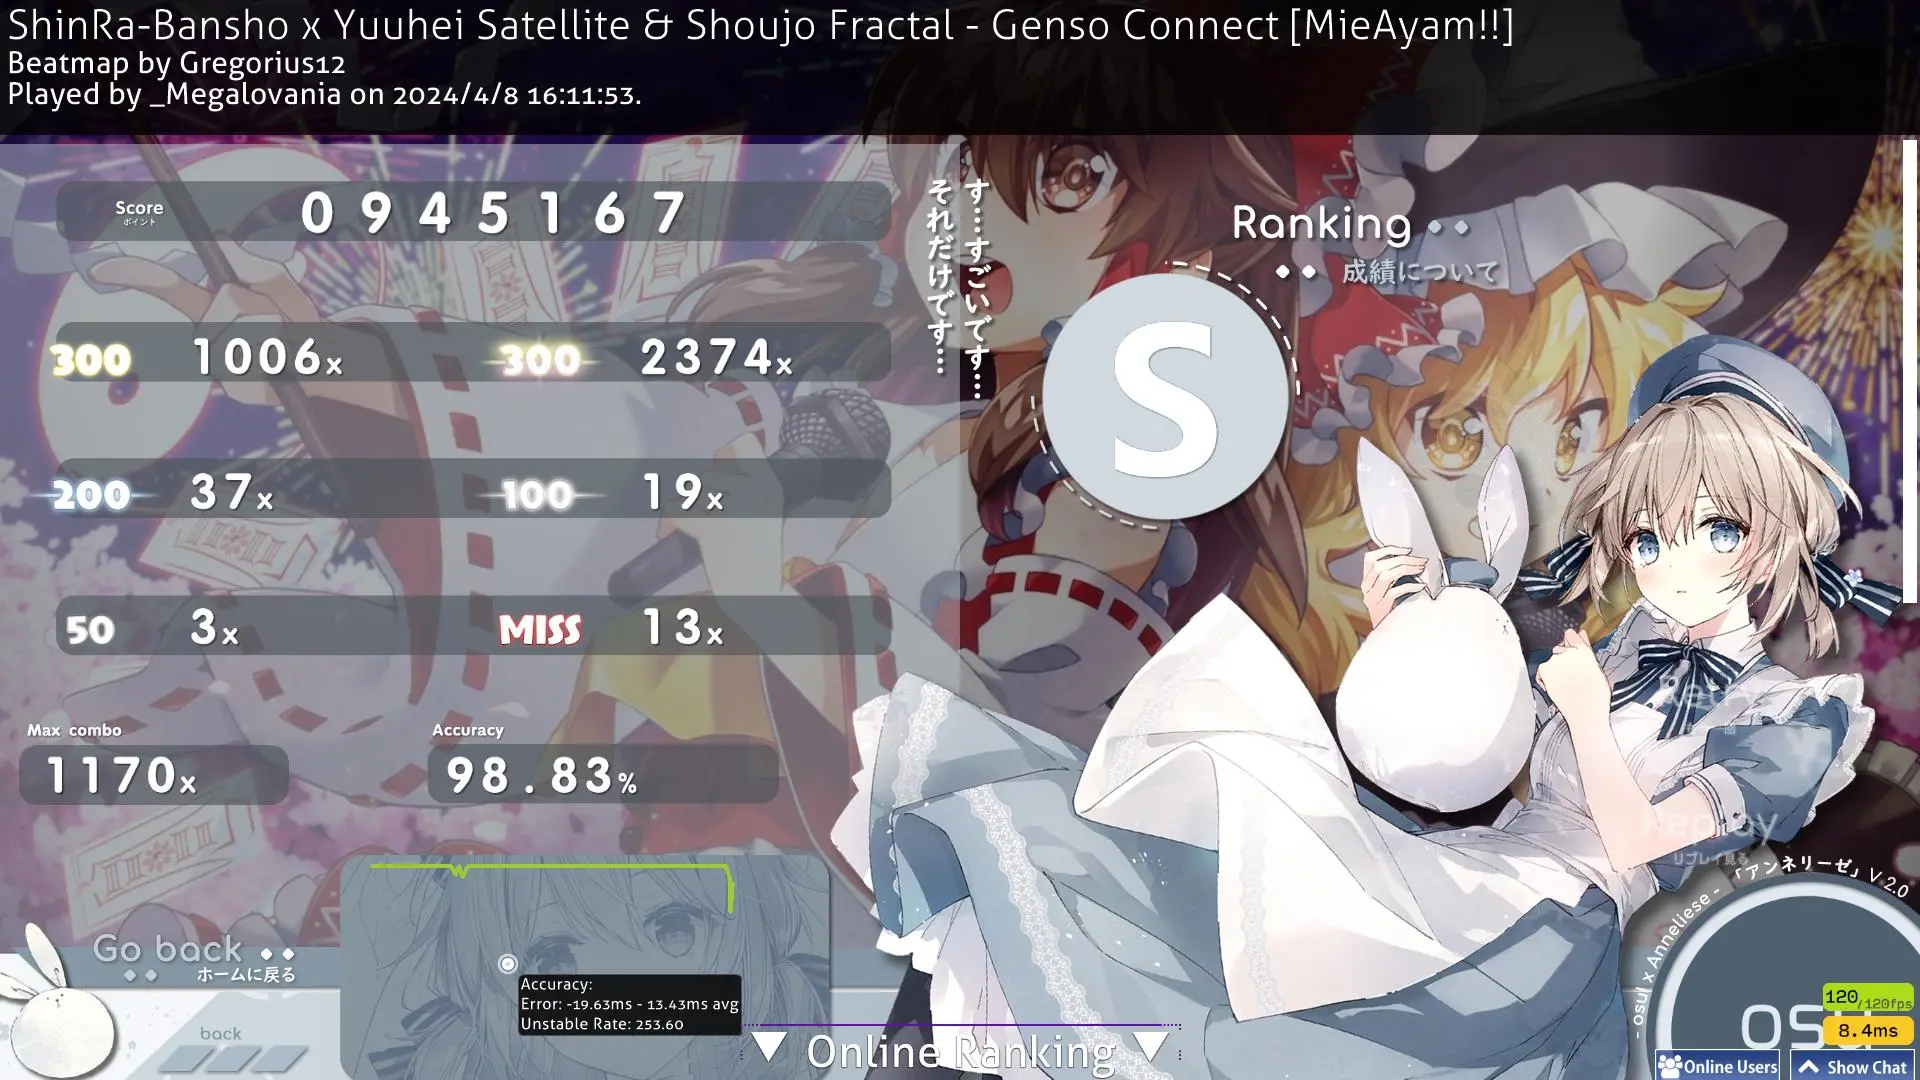 ShinRa-Bansho x Yuuhei Satellite & Shoujo Fractal - Genso Connect [MieAyam!!]
Beatmap by Gregorius12
Played by _Megalovania on 2024/4/8 16:11:53.
Score 0945167
ポイント
す…すごいです…
それだけです…
Ranking
成績について
S
300 1006x 300 2374x
200 37x 100 19x
50 3x MISS 13x
Max combo Accuracy
1170x 98.83%
Replay
リプレイ見る
- osu! x Anneliese - 「アンネリーゼ」 V 2.0
Go back
ホームに戻る
back
Accuracy:
Error: -19.63ms - 13.43ms avg
Unstable Rate: 253.60
Online Ranking
120/120fps
8.4ms
Online Users
Show Chat